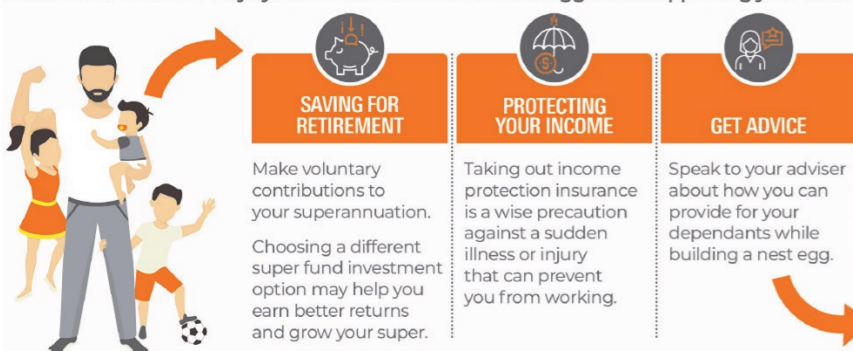 SAVING FOR
RETIREMENT
Make voluntary
contributions to
your superannuation.
Choosing a different
super fund investment
option may help you
earn better returns
and grow your super.
PROTECTING
YOUR INCOME
Taking out income
protection insurance
is a wise precaution
against a sudden
illness or injury
that can prevent
you from working.
GET ADVICE
Speak to your adviser
about how you can
provide for your
dependants while
building a nest egg.